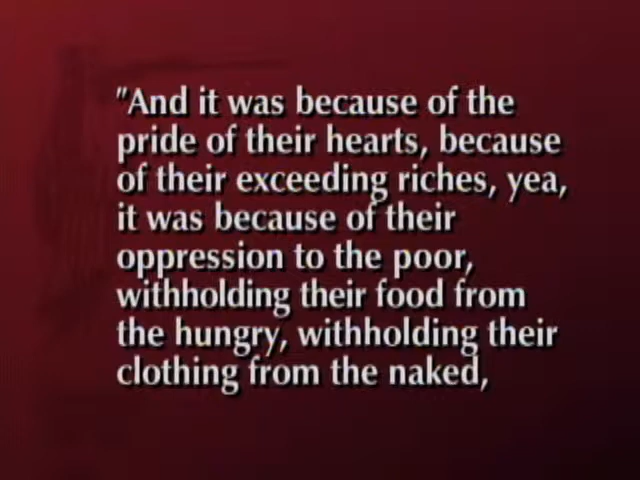 "And it was because of the
pride of their hearts, because
of their exceeding riches, yea,
it was because of their
oppression to the poor,
withholding their food from
the hungry, withholding their
clothing from the naked,